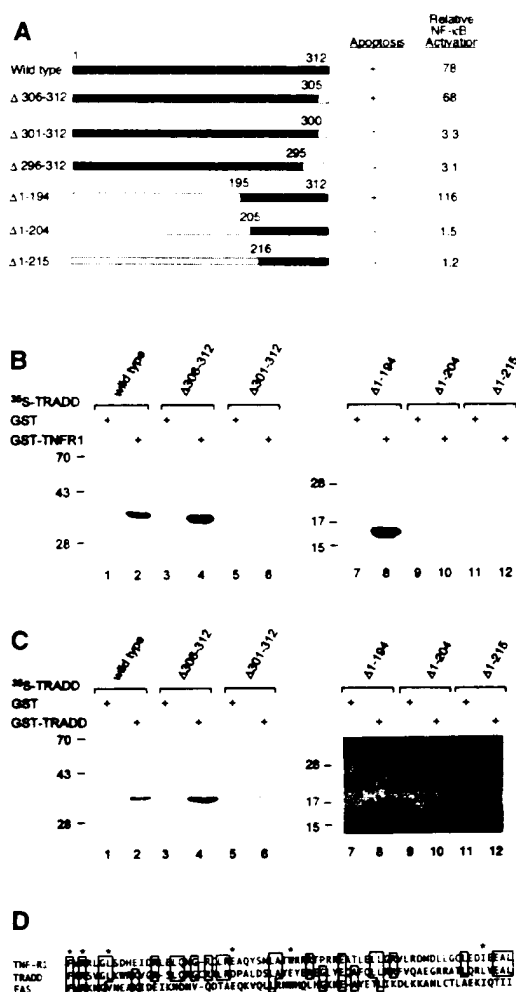 A
Apoptosis
Relative
NF-κB
Activation
1
312
Wild type
+
78
305
Δ 306-312
+
68
300
Δ 301-312
-
3.3
295
Δ 296-312
-
3.1
195
312
Δ1-194
+
116
205
Δ1-204
-
1.5
216
Δ1-215
-
1.2
B
wild type
Δ306-312
Δ301-312
Δ1-194
Δ1-204
Δ1-215
³⁵S-TRADD
GST + + + + + +
GST-TNFR1 + + + + + +
70
43
28
28
17
15
1 2 3 4 5 6 7 8 9 10 11 12
C
wild type
Δ306-312
Δ301-312
Δ1-194
Δ1-204
Δ1-215
³⁵S-TRADD
GST + + + + + +
GST-TRADD + + + + + +
70
43
28
28
17
15
1 2 3 4 5 6 7 8 9 10 11 12
D
TNF-R1
TRADD
FAS